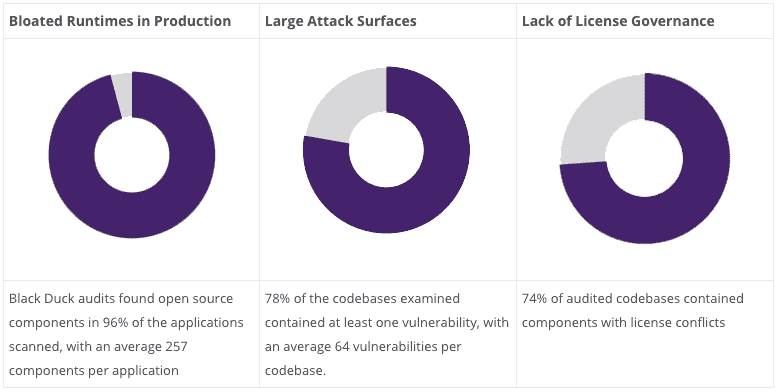 Bloated Runtimes in Production
Large Attack Surfaces
Lack of License Governance
Black Duck audits found open source
components in 96% of the applications
scanned, with an average 257
components per application
78% of the codebases examined
contained at least one vulnerability, with
an average 64 vulnerabilities per
codebase.
74% of audited codebases contained
components with license conflicts